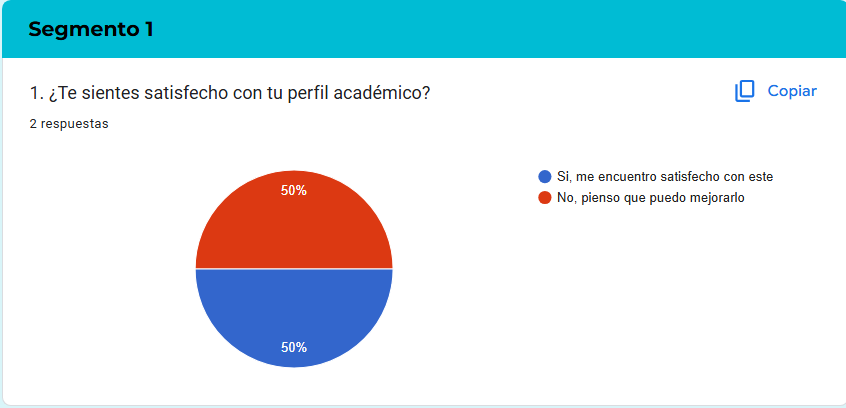 Segmento 1
1. ¿Te sientes satisfecho con tu perfil académico?
Copiar
2 respuestas
50%
50%
Si, me encuentro satisfecho con este
No, pienso que puedo mejorarlo